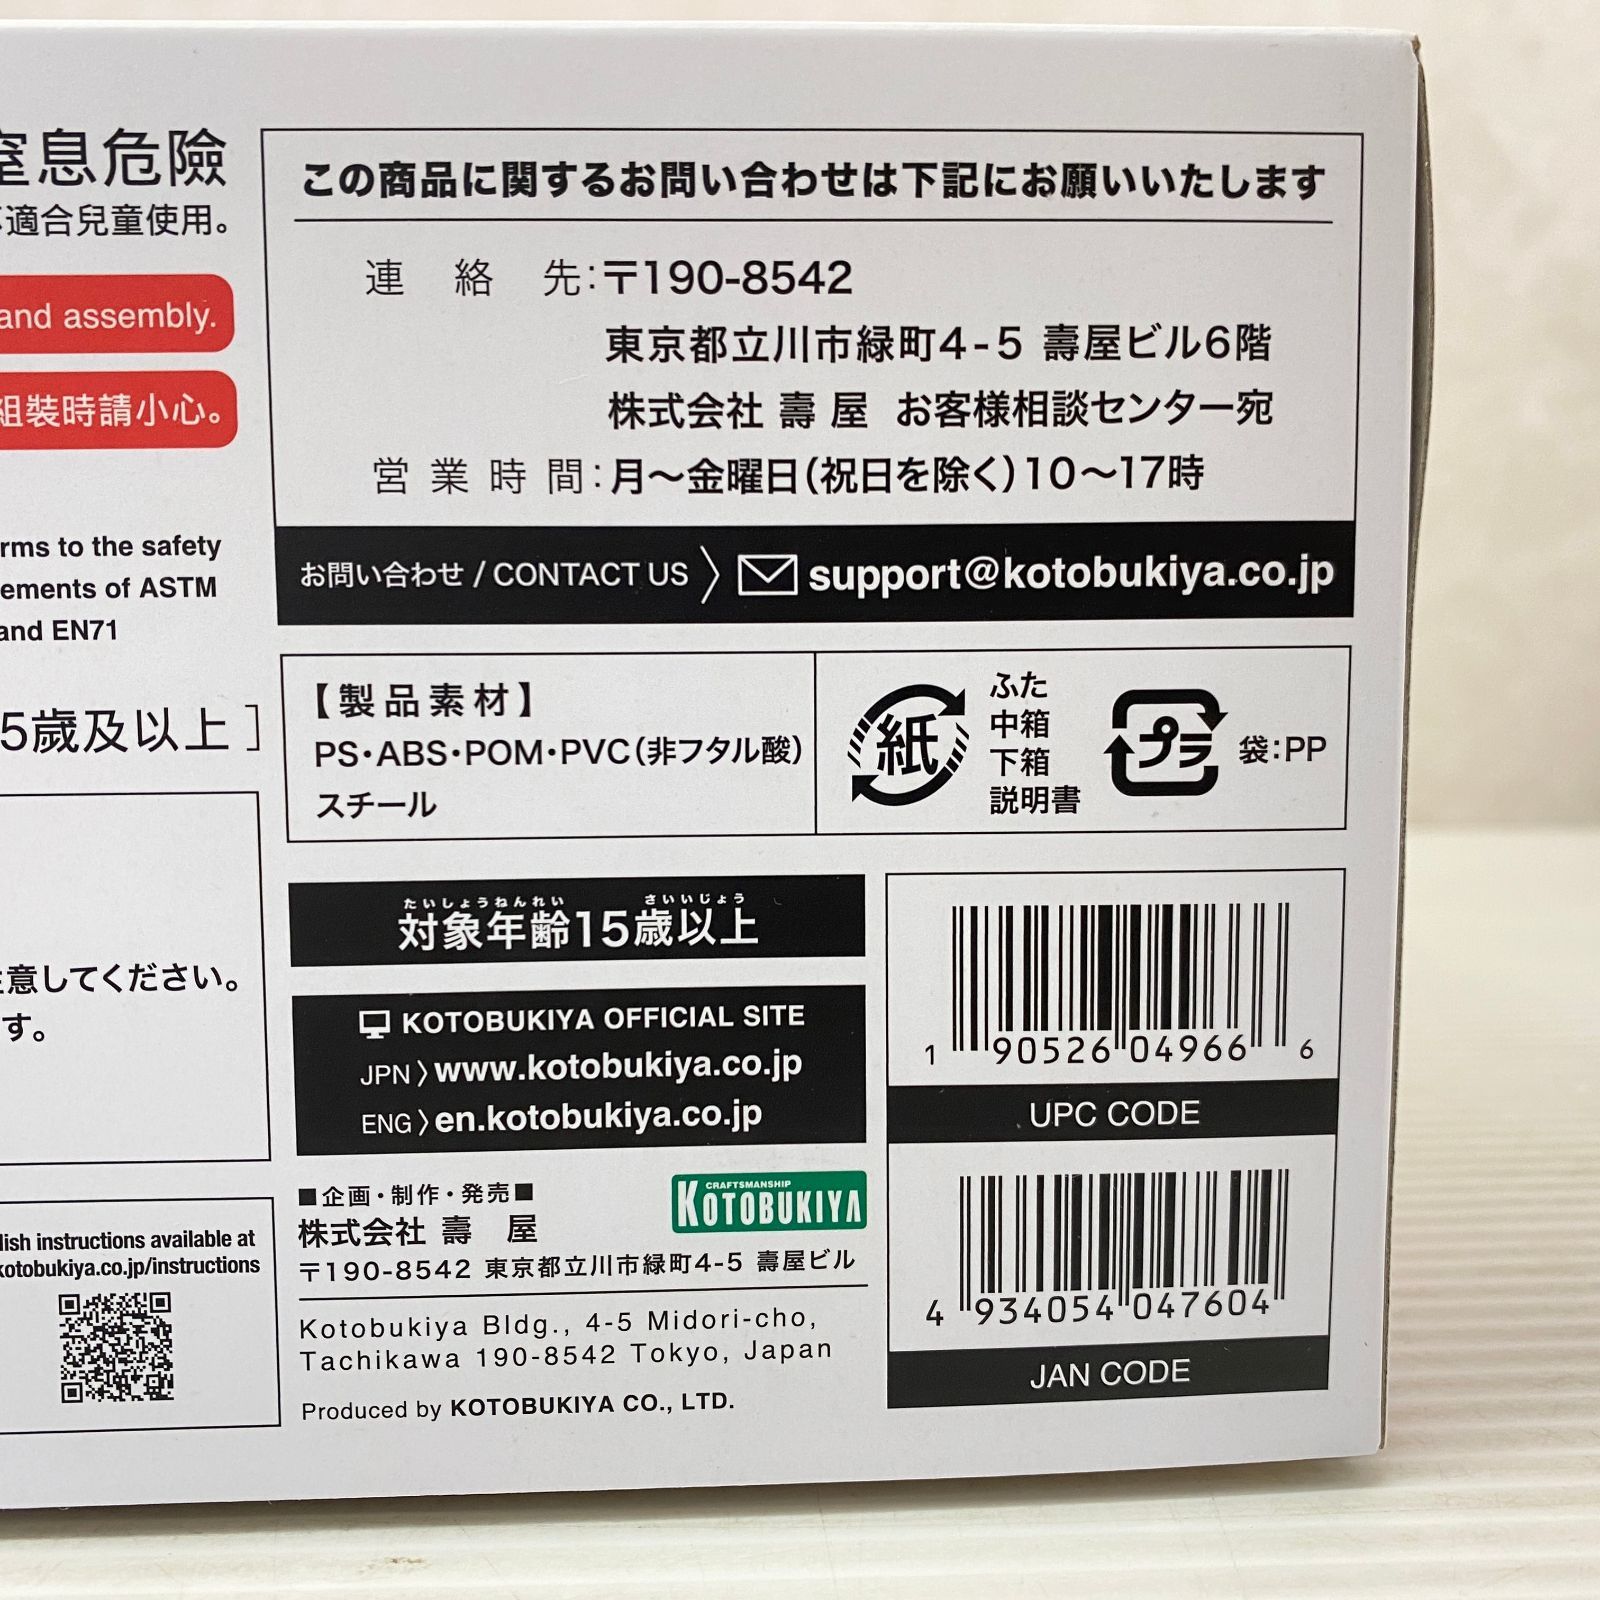 窒息危險
適合兒童使用。
and assembly.
組裝時請小心。
rms to the safety
ements of ASTM
and EN71
5歲及以上］
意してください。
す。
lish instructions available at
kotobukiya.co.jp/instructions
この商品に関するお問い合わせは下記にお願いいたします
連絡先：〒190-8542
東京都立川市緑町4-5 壽屋ビル6階
株式会社 壽屋 お客様相談センター宛
営業時間：月〜金曜日（祝日を除く）10〜17時
お問い合わせ / CONTACT US 〉 support@kotobukiya.co.jp
【製品素材】
PS・ABS・POM・PVC（非フタル酸）
スチール
紙
ふた
中箱
下箱
説明書
プラ
袋：PP
たいしょうねんれい さいいじょう
対象年齢15歳以上
KOTOBUKIYA OFFICIAL SITE
JPN 〉www.kotobukiya.co.jp
ENG 〉en.kotobukiya.co.jp
■企画・制作・発売■
株式会社 壽 屋
CRAFTSMANSHIP
KOTOBUKIYA
〒190-8542 東京都立川市緑町4-5 壽屋ビル
Kotobukiya Bldg., 4-5 Midori-cho,
Tachikawa 190-8542 Tokyo, Japan
Produced by KOTOBUKIYA CO., LTD.
1 90526 04966 6
UPC CODE
4 934054 047604
JAN CODE